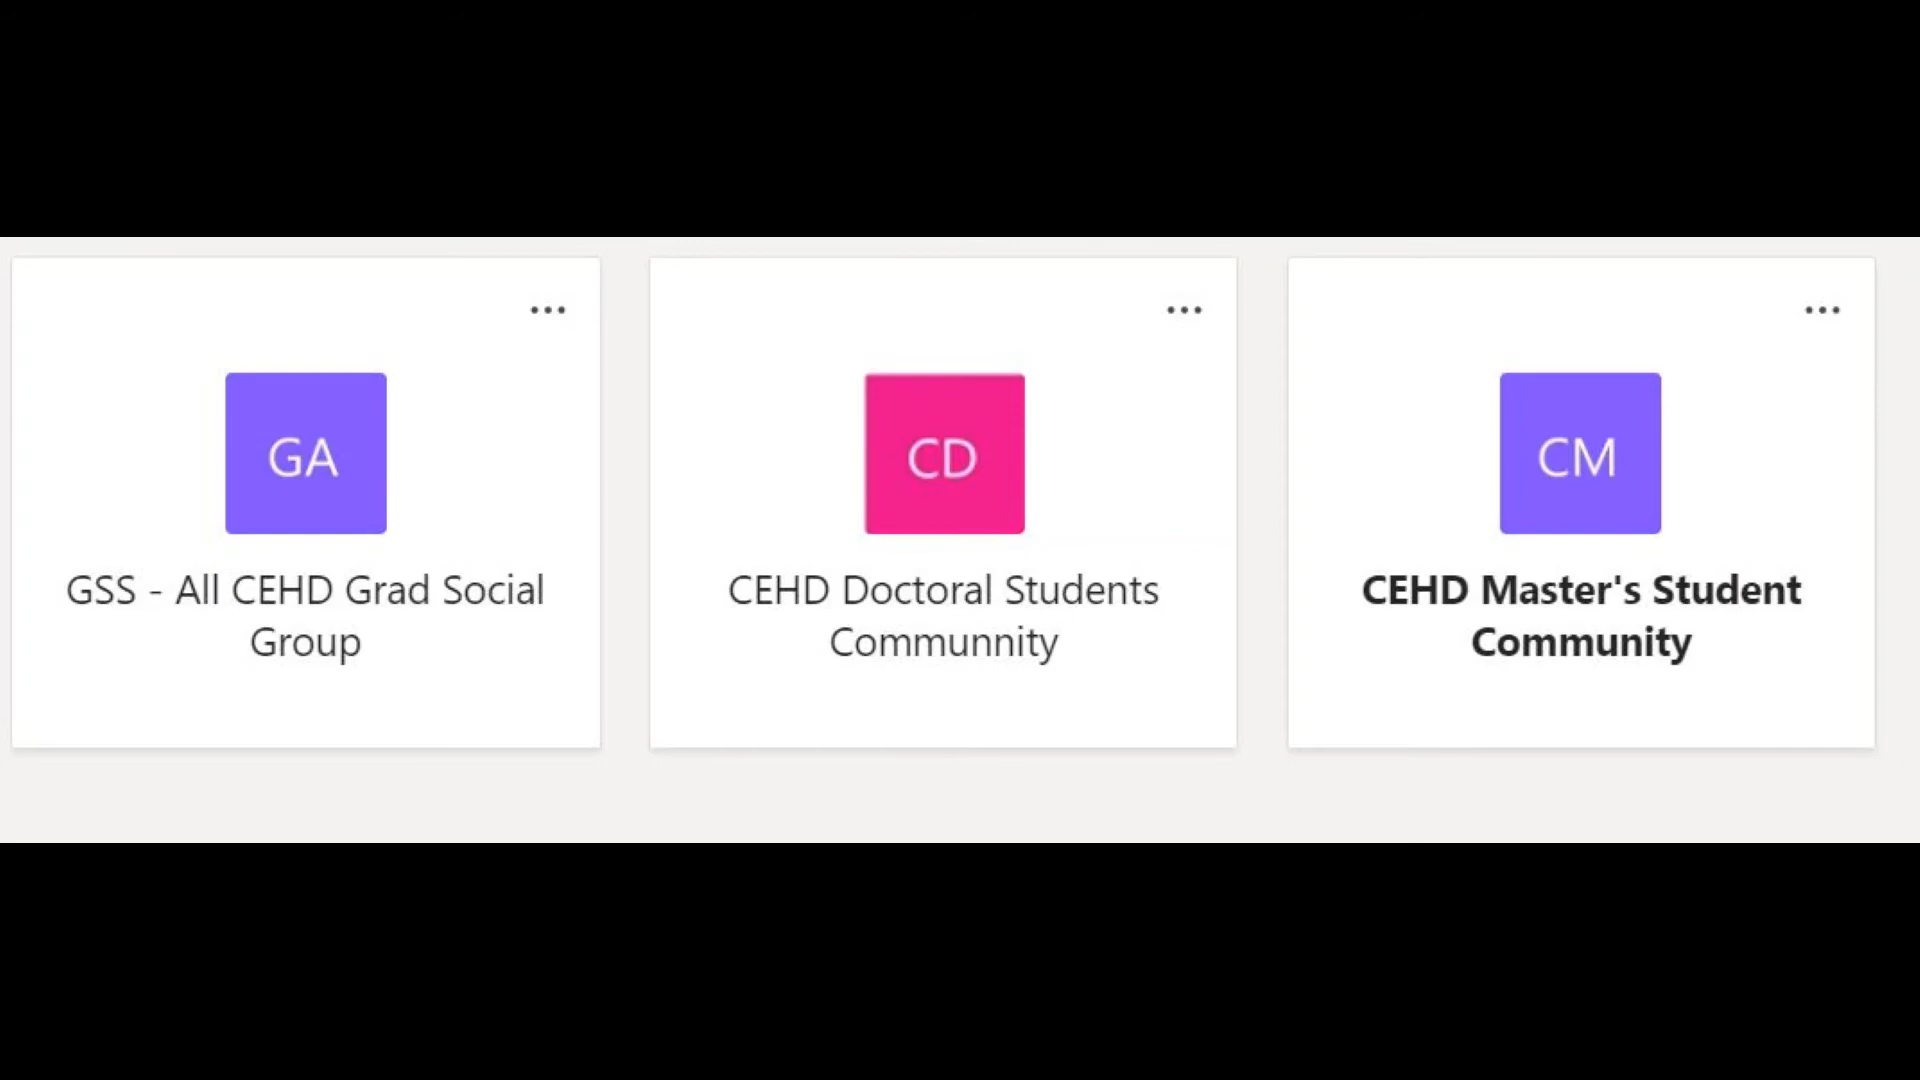 GA
GSS - All CEHD Grad Social
Group
CD
CEHD Doctoral Students
Communnity
CM
CEHD Master's Student
Community